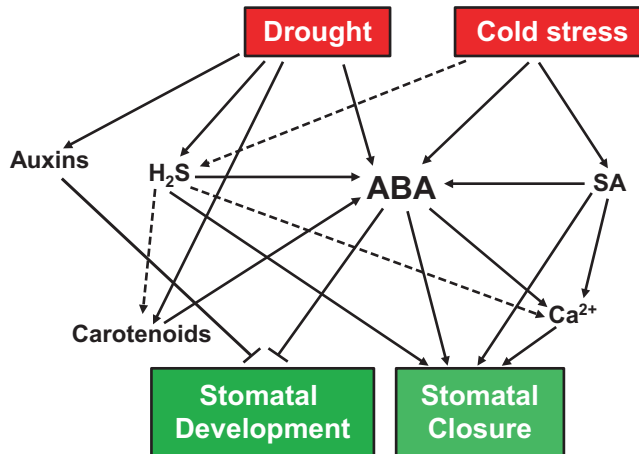 Drought
Cold stress
Auxins
H₂S
ABA
SA
Carotenoids
Ca²⁺
Stomatal
Development
Stomatal
Closure